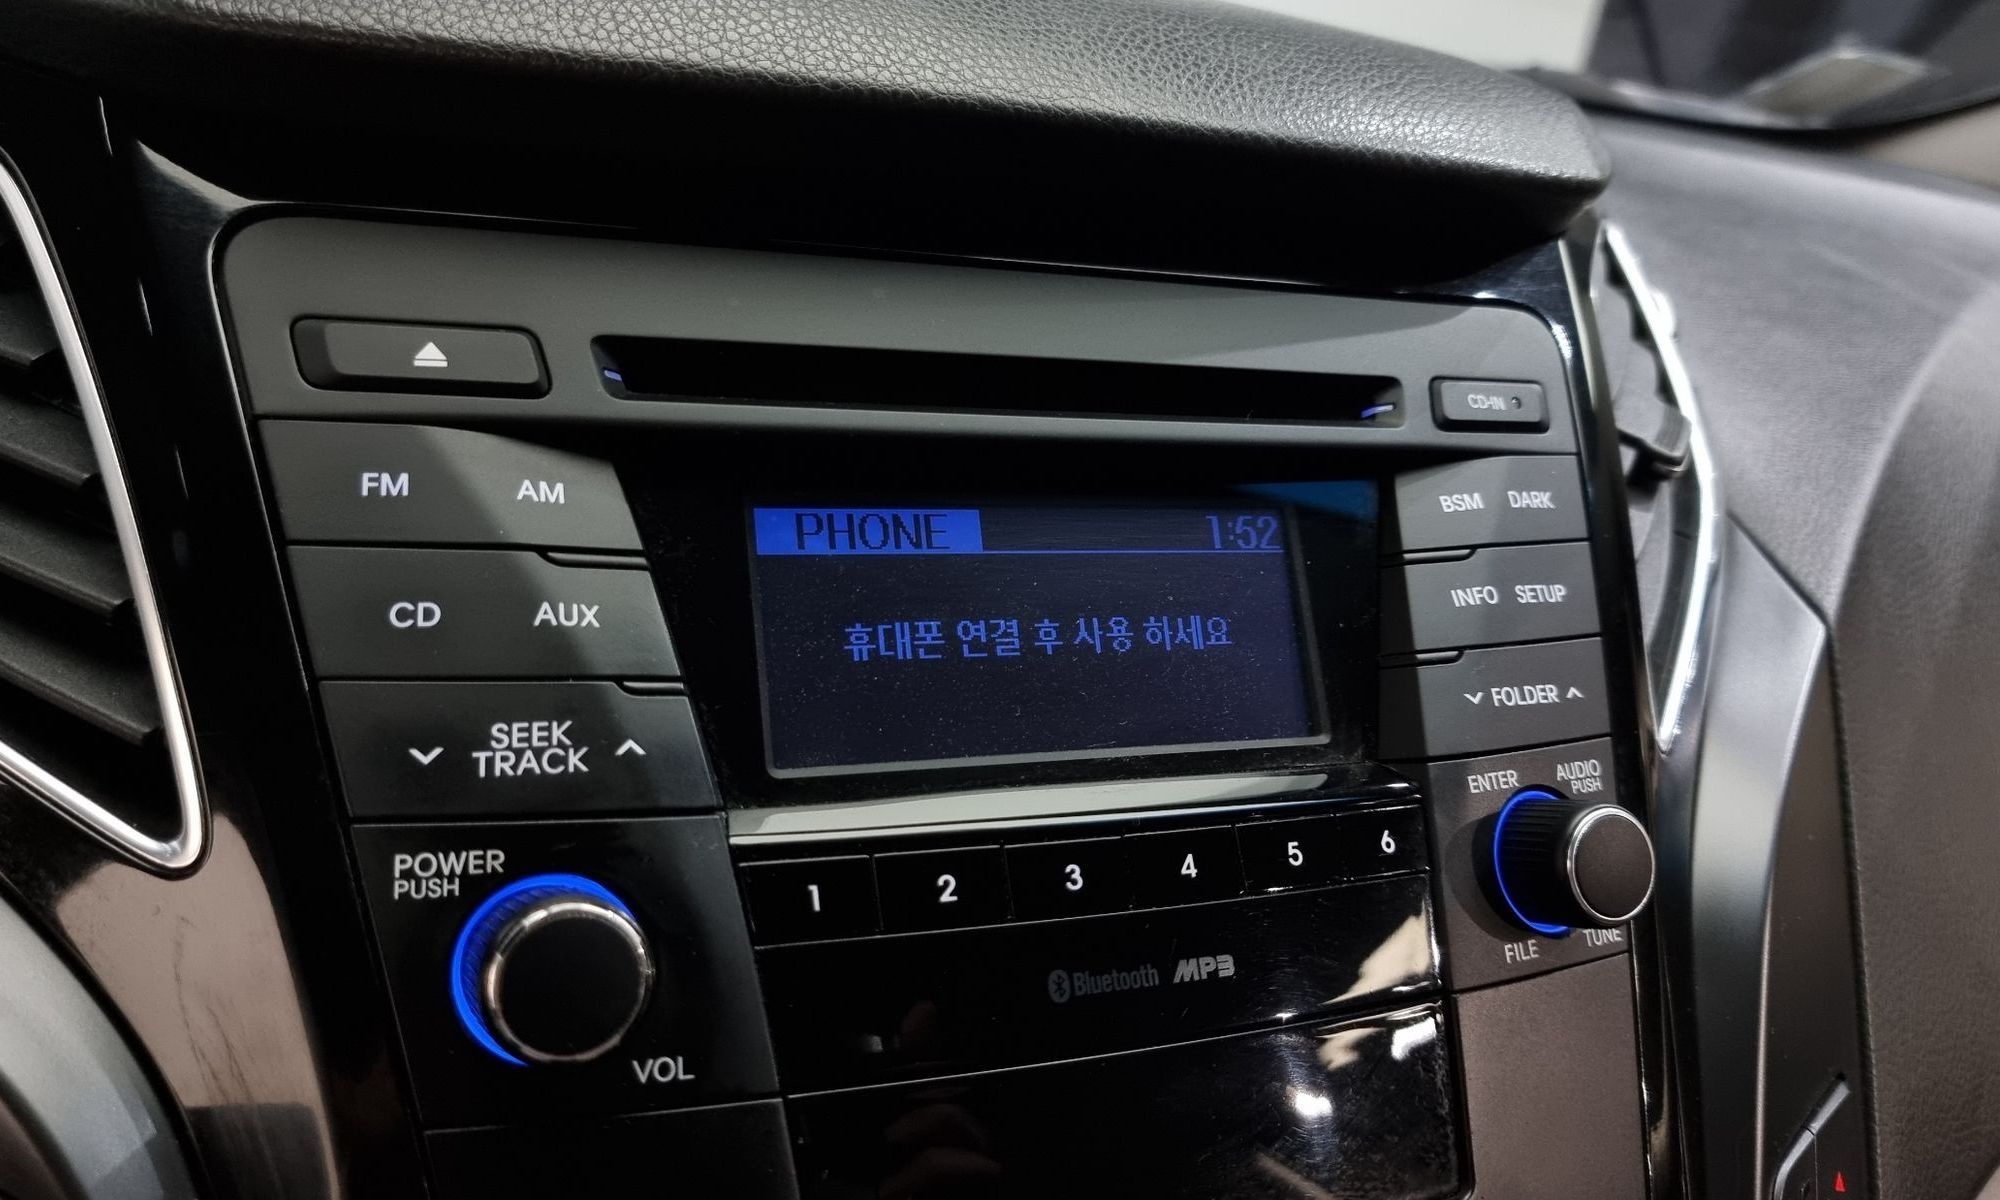 CD-IN
FM AM
BSM DARK
PHONE 1:52
CD AUX
INFO SETUP
휴대폰 연결 후 사용 하세요
SEEK
TRACK
FOLDER
ENTER AUDIO
PUSH
POWER
PUSH
1 2 3 4 5 6
FILE TUNE
Bluetooth MP3
VOL